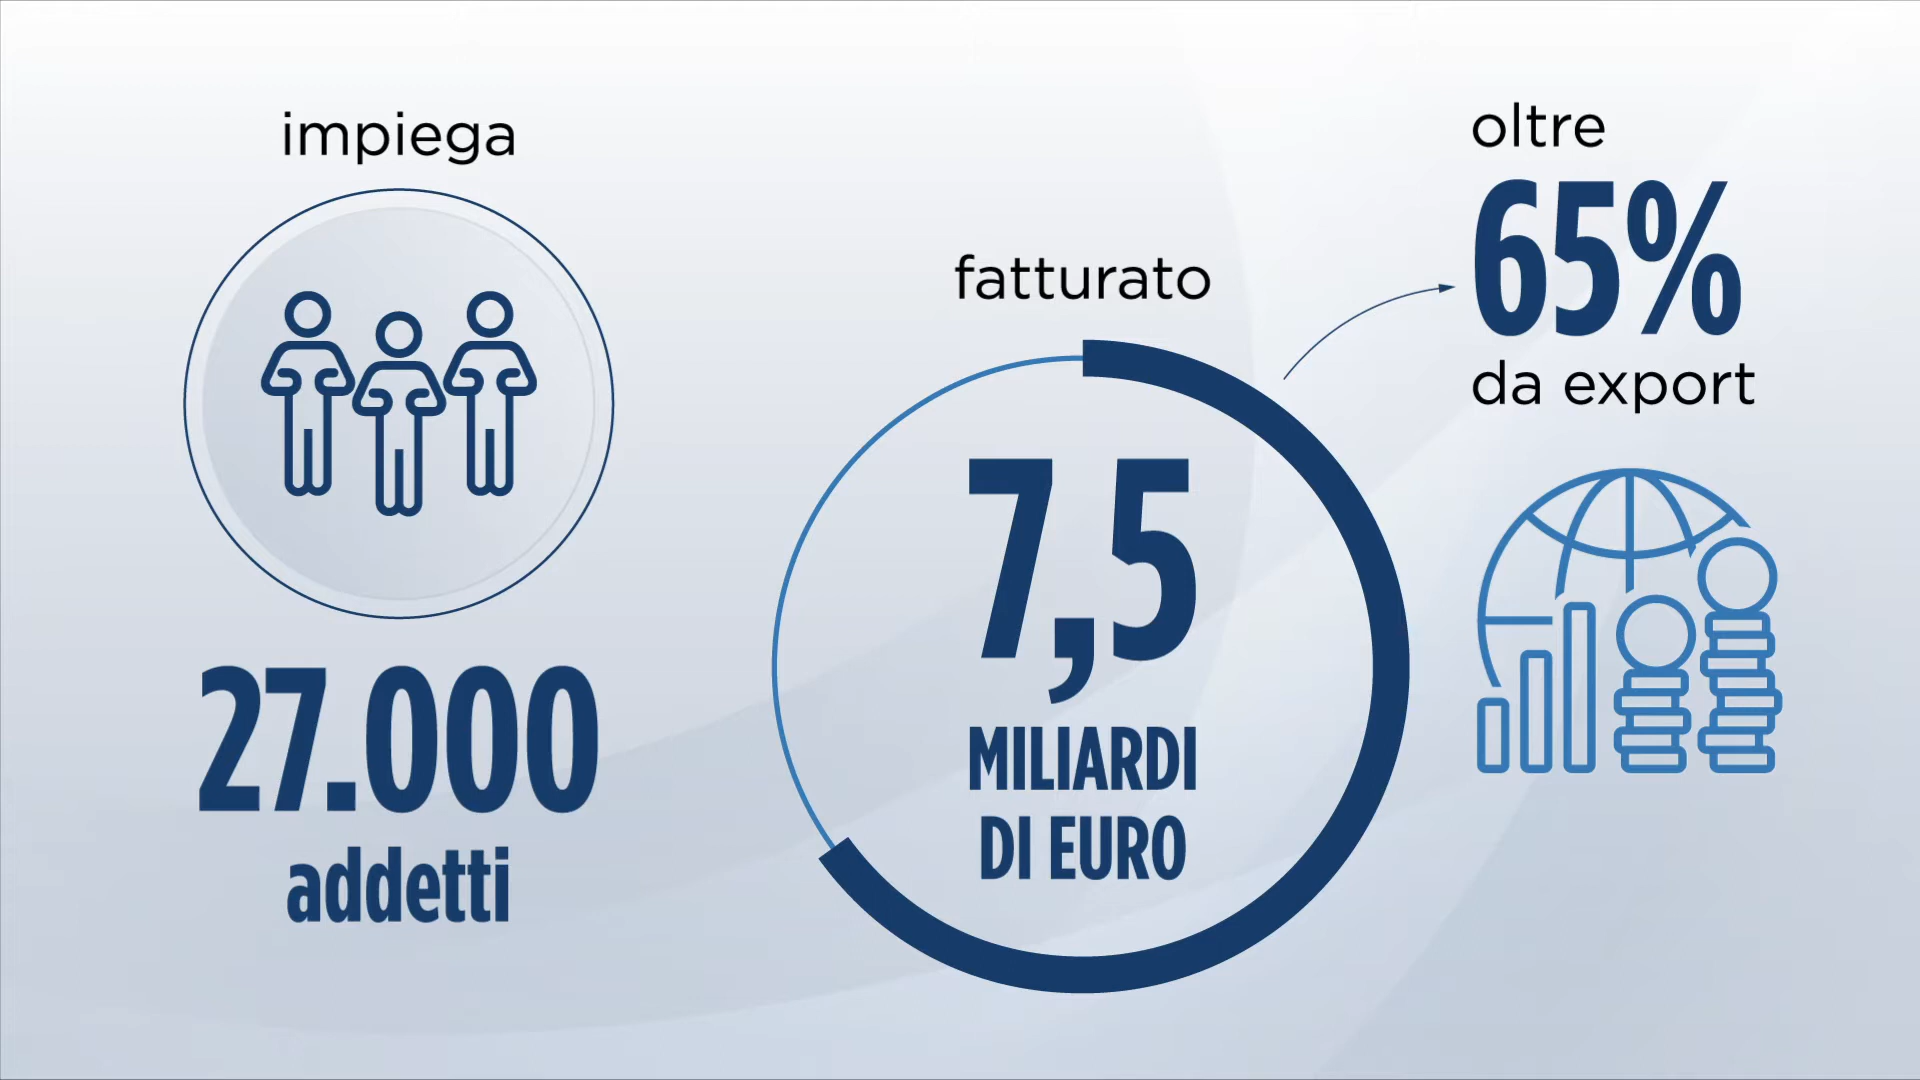 impiega
27.000
addetti
fatturato
7,5
MILIARDI
DI EURO
oltre
65%
da export